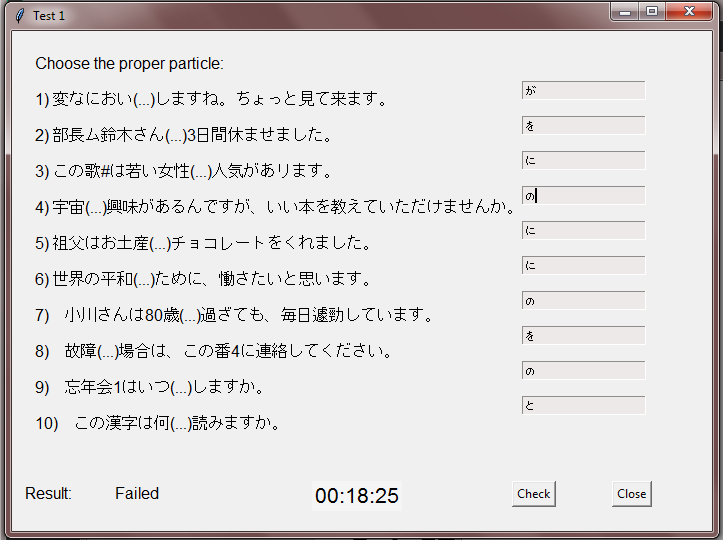 Test 1
Choose the proper particle:
1) 変なにおい(...)しますね。ちょっと見て来ます。
が
2) 部長ム鈴木さん(...)3日間休ませました。
を
3) この歌#は若い女性(...)人気があリます。
に
4) 宇宙(...)興味があるんですが、いい本を教えていただけませんか。
の
5) 祖父はお土産(...)チョコレートをくれました。
に
6) 世界の平和(...)ために、働さたいと思います。
に
7) 小川さんは80歳(...)過ざても、毎日遽勁しています。
の
8) 故障(...)場合は、この番4に連絡してください。
を
9) 忘年会1はいつ(...)しますか。
の
10) この漢字は何(...)読みますか。
と
Result: Failed 00:18:25 Check Close